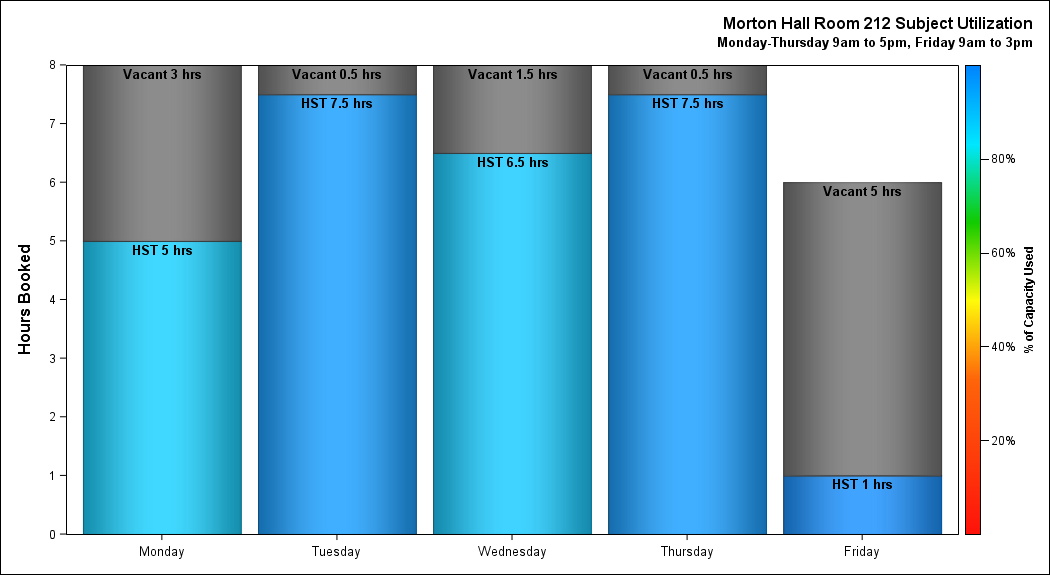 Morton Hall Room 212 Subject Utilization
Monday-Thursday 9am to 5pm, Friday 9am to 3pm
Hours Booked
8
7
6
5
4
3
2
1
0
Vacant 3 hrs
HST 5 hrs
Vacant 0.5 hrs
HST 7.5 hrs
Vacant 1.5 hrs
HST 6.5 hrs
Vacant 0.5 hrs
HST 7.5 hrs
Vacant 5 hrs
HST 1 hrs
Monday
Tuesday
Wednesday
Thursday
Friday
80%
60%
40%
20%
% of Capacity Used